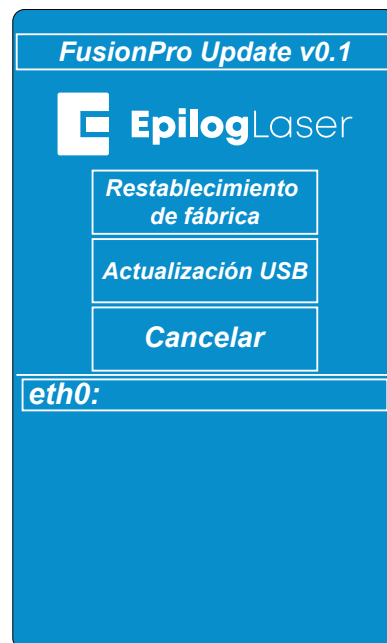 FusionPro Update v0.1
EpilogLaser
Restablecimiento
de fábrica
Actualización USB
Cancelar
eth0: